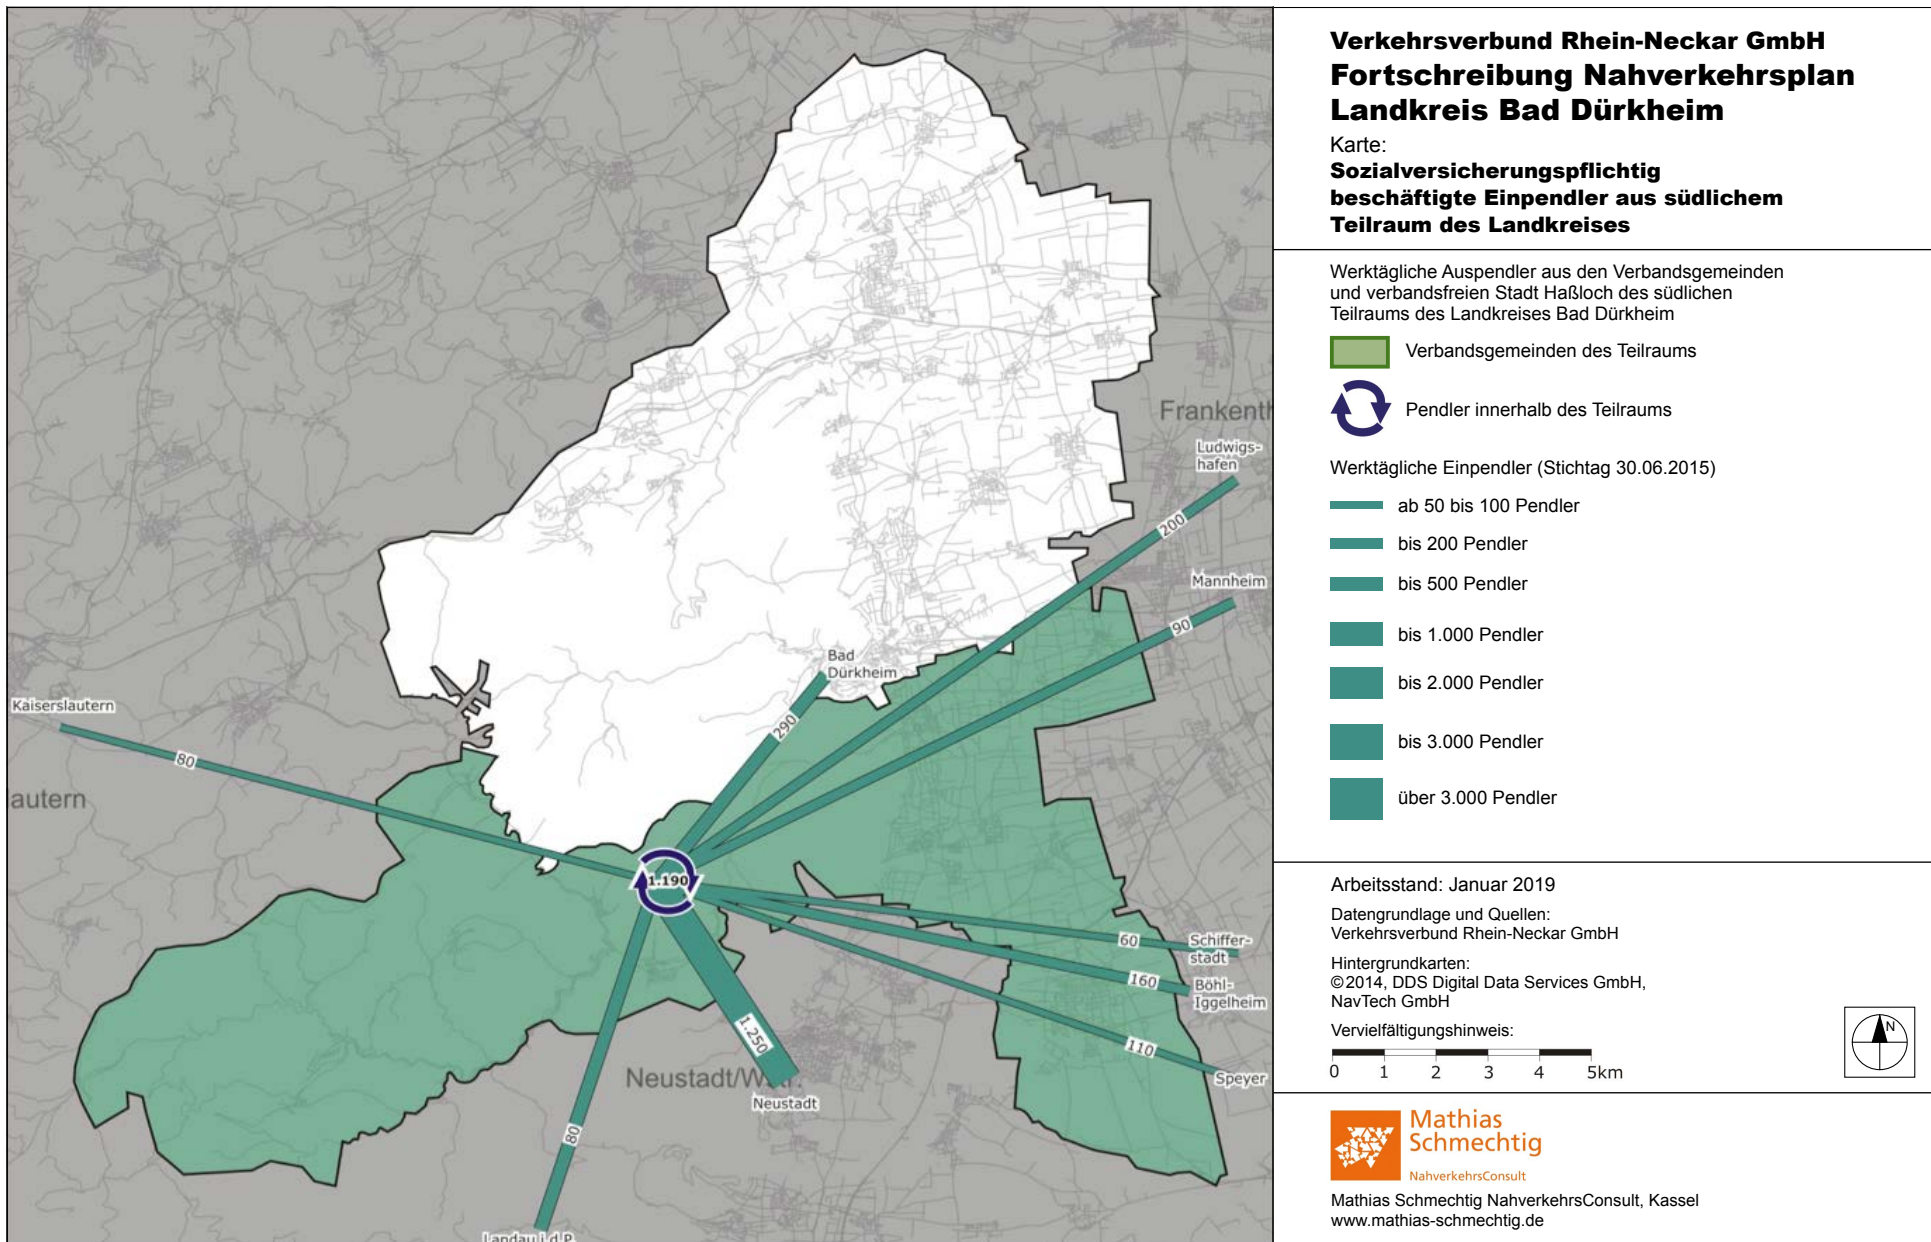 Verkehrsverbund Rhein-Neckar GmbH
Fortschreibung Nahverkehrsplan
Landkreis Bad Dürkheim
Karte:
Sozialversicherungspflichtig
beschäftigte Einpendler aus südlichem
Teilraum des Landkreises
Werktägliche Auspendler aus den Verbandsgemeinden
und verbandsfreien Stadt Haßloch des südlichen
Teilraums des Landkreises Bad Dürkheim
Verbandsgemeinden des Teilraums
Pendler innerhalb des Teilraums
Werktägliche Einpendler (Stichtag 30.06.2015)
ab 50 bis 100 Pendler
bis 200 Pendler
bis 500 Pendler
bis 1.000 Pendler
bis 2.000 Pendler
bis 3.000 Pendler
über 3.000 Pendler
Arbeitsstand: Januar 2019
Datengrundlage und Quellen:
Verkehrsverbund Rhein-Neckar GmbH
Hintergrundkarten:
©2014, DDS Digital Data Services GmbH,
NavTech GmbH
Vervielfältigungshinweis:
0 1 2 3 4 5km
N
Mathias
Schmechtig
NahverkehrsConsult
Mathias Schmechtig NahverkehrsConsult, Kassel
www.mathias-schmechtig.de
Frankenth
Ludwigs-
hafen
200
Mannheim
90
Bad
Dürkheim
290
Kaiserslautern
80
autern
1.190
60
Schiffer-
stadt
160
Böhl-
Iggelheim
110
Speyer
1.250
Neustadt/W
Neustadt
80
Landau i.d.P.